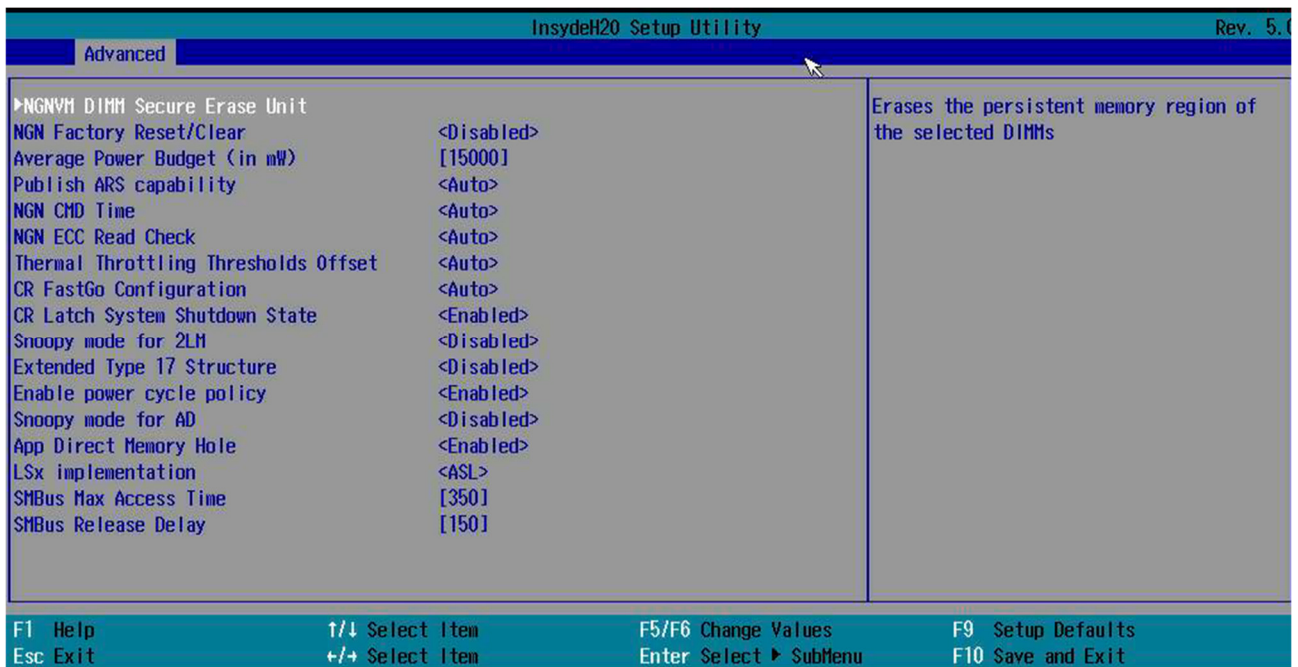 InsydeH20 Setup Utility Rev. 5.0
Advanced
▶NGNVM DIMM Secure Erase Unit
Erases the persistent memory region of
NGN Factory Reset/Clear <Disabled>
the selected DIMMs
Average Power Budget (in mW) [15000]
Publish ARS capability <Auto>
NGN CMD Time <Auto>
NGN ECC Read Check <Auto>
Thermal Throttling Thresholds Offset <Auto>
CR FastGo Configuration <Auto>
CR Latch System Shutdown State <Enabled>
Snoopy mode for 2LM <Disabled>
Extended Type 17 Structure <Disabled>
Enable power cycle policy <Enabled>
Snoopy mode for AD <Disabled>
App Direct Memory Hole <Enabled>
LSx implementation <ASL>
SMBus Max Access Time [350]
SMBus Release Delay [150]
F1 Help ↑/↓ Select Item F5/F6 Change Values F9 Setup Defaults
Esc Exit ←/→ Select Item Enter Select ▶ SubMenu F10 Save and Exit